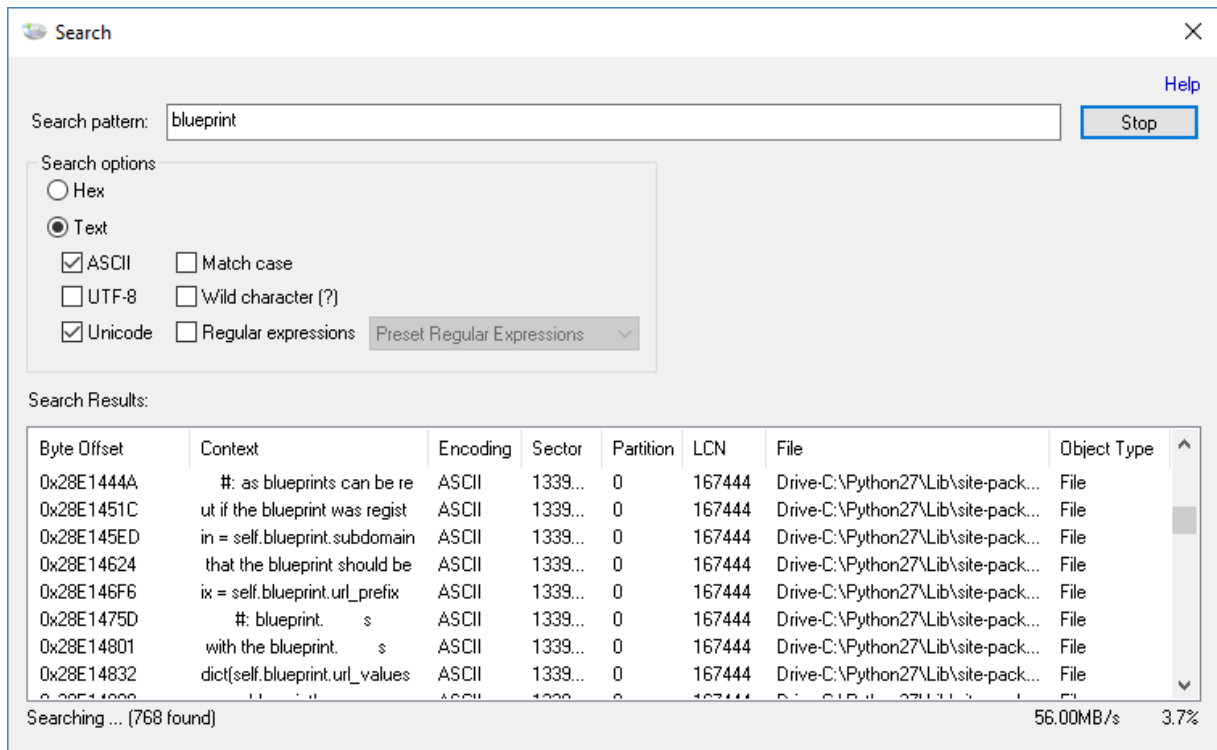 Search
Help
Search pattern: blueprint Stop
Search options
Hex
Text
ASCII Match case
UTF-8 Wild character (?)
Unicode Regular expressions Preset Regular Expressions
Search Results:
Byte Offset Context Encoding Sector Partition LCN File Object Type
0x28E1444A #: as blueprints can be re ASCII 1339... 0 167444 Drive-C:\Python27\Lib\site-pack... File
0x28E1451C ut if the blueprint was regist ASCII 1339... 0 167444 Drive-C:\Python27\Lib\site-pack... File
0x28E145ED in = self.blueprint.subdomain ASCII 1339... 0 167444 Drive-C:\Python27\Lib\site-pack... File
0x28E14624 that the blueprint should be ASCII 1339... 0 167444 Drive-C:\Python27\Lib\site-pack... File
0x28E146F6 ix = self.blueprint.url_prefix ASCII 1339... 0 167444 Drive-C:\Python27\Lib\site-pack... File
0x28E1475D #: blueprint. s ASCII 1339... 0 167444 Drive-C:\Python27\Lib\site-pack... File
0x28E14801 with the blueprint. s ASCII 1339... 0 167444 Drive-C:\Python27\Lib\site-pack... File
0x28E14832 dict(self.blueprint.url_values ASCII 1339... 0 167444 Drive-C:\Python27\Lib\site-pack... File
Searching ... (768 found) 56.00MB/s 3.7%